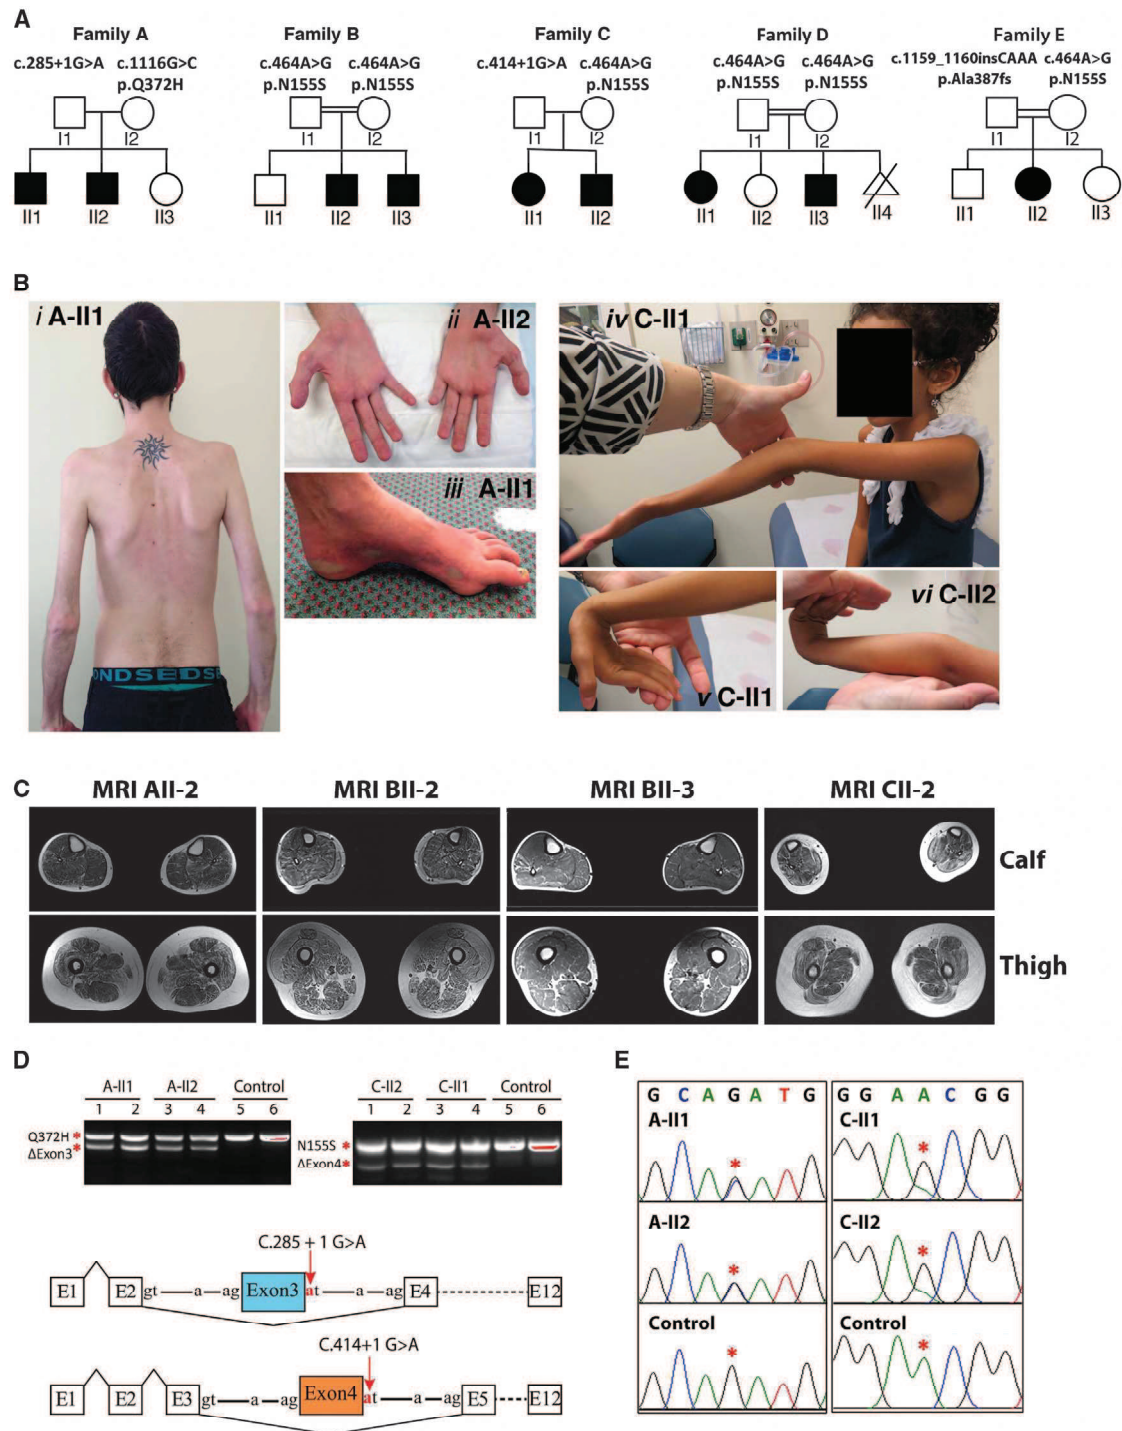 A
Family A
Family B
Family C
Family D
Family E
c.285+1G>A
c.1116G>C
p.Q372H
c.464A>G
p.N155S
c.464A>G
p.N155S
c.414+1G>A
c.464A>G
p.N155S
c.464A>G
p.N155S
c.464A>G
p.N155S
c.1159_1160insCAAA
p.Ala387fs
c.464A>G
p.N155S
I1
I2
I1
I2
I1
I2
I1
I2
I1
I2
II1
II2
II3
II1
II2
II3
II1
II2
II1
II2
II3
II4
II1
II2
II3
B
i A-II1
ii A-II2
iii A-II1
iv C-II1
v C-II1
vi C-II2
ONDSEDSE
C
MRI AII-2
MRI BII-2
MRI BII-3
MRI CII-2
Calf
Thigh
D
A-II1
A-II2
Control
1 2 3 4 5 6
Q372H *
ΔExon3 *
C-II2
C-II1
Control
1 2 3 4 5 6
N155S *
ΔExon4 *
C.285 + 1 G>A
E1 E2 gt a ag Exon3 at a ag E4 E12
C.414+1 G>A
E1 E2 E3 gt a ag Exon4 at a ag E5 E12
E
G C A G A T G
A-II1
*
A-II2
*
Control
*
G G A A C G G
C-II1
*
C-II2
*
Control
*